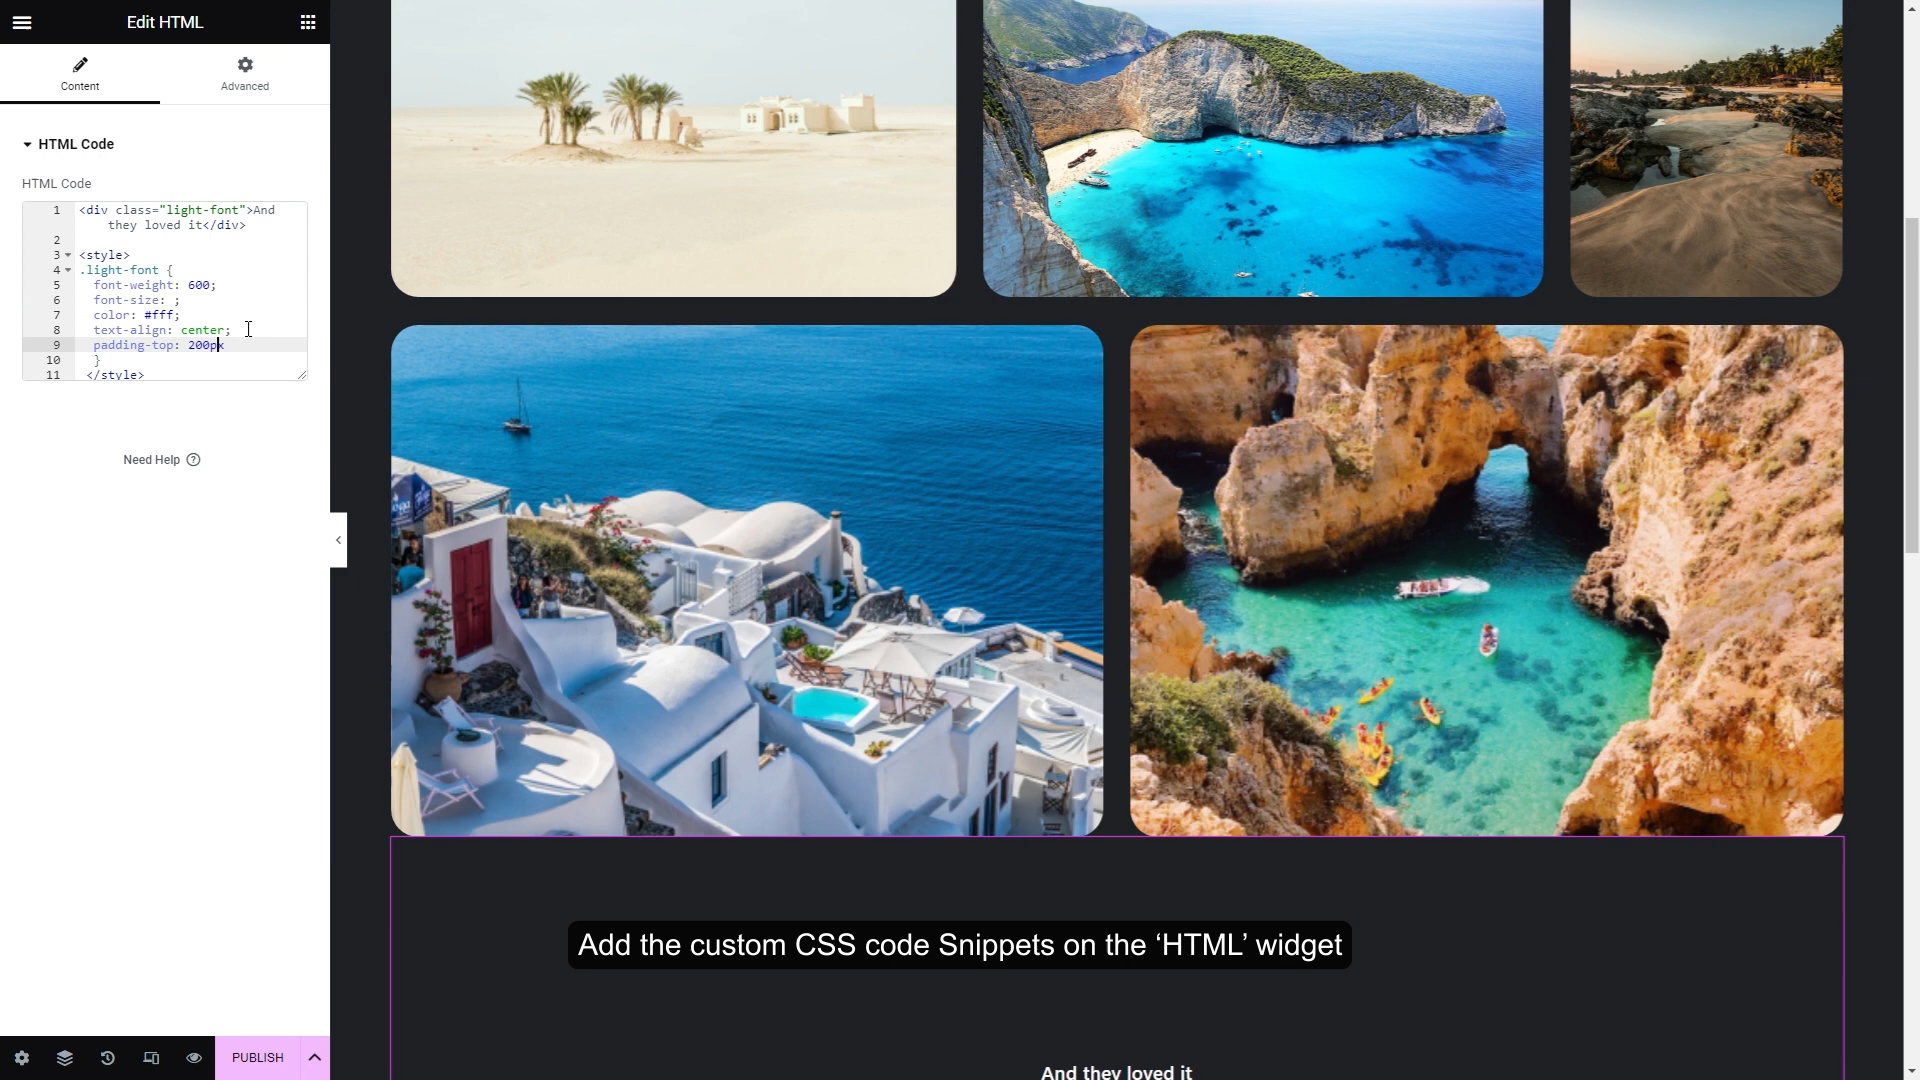 Edit HTML
Content
Advanced
HTML Code
HTML Code
1 <div class="light-font">And
they loved it</div>
2
3 <style>
4 .light-font {
5 font-weight: 600;
6 font-size: ;
7 color: #fff;
8 text-align: center;
9 padding-top: 200px
10 }
11 </style>
Need Help
Add the custom CSS code Snippets on the ‘HTML’ widget
And they loved it
PUBLISH